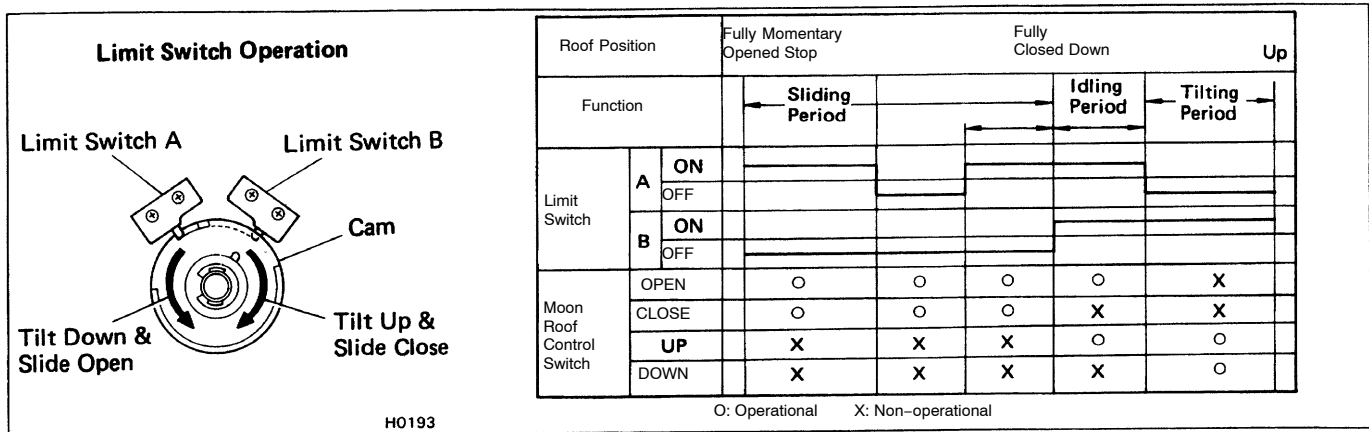 Limit Switch Operation
Limit Switch A
Limit Switch B
Cam
Tilt Down &
Slide Open
Tilt Up &
Slide Close
H0193
Roof Position
Fully Momentary
Opened Stop
Fully
Closed Down
Up
Function
Sliding
Period
Idling
Period
Tilting
Period
Limit
Switch
A
ON
OFF
B
ON
OFF
Moon
Roof
Control
Switch
OPEN O O O O X
CLOSE O O O X X
UP X X X O O
DOWN X X X X O
O: Operational X: Non−operational